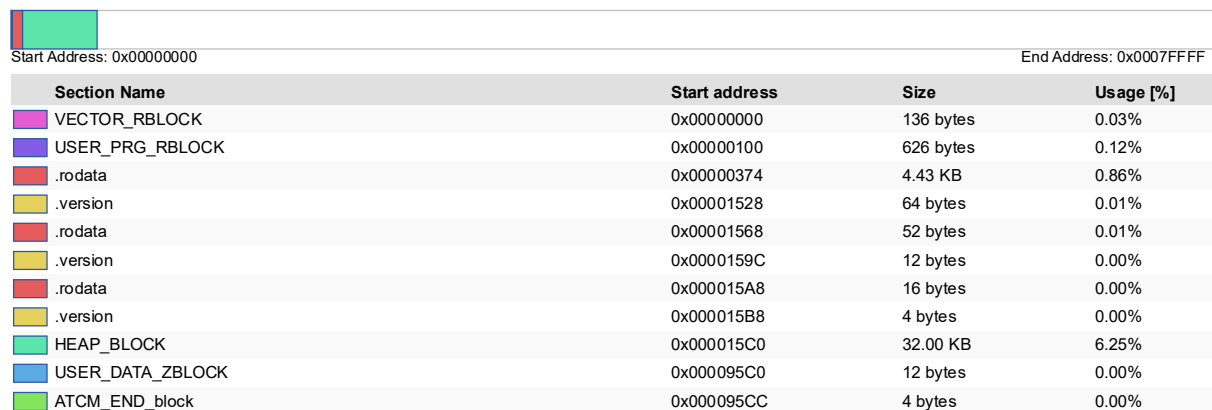 Start Address: 0x00000000 End Address: 0x0007FFFF
Section Name Start address Size Usage [%]
VECTOR_RBLOCK 0x00000000 136 bytes 0.03%
USER_PRG_RBLOCK 0x00000100 626 bytes 0.12%
.rodata 0x00000374 4.43 KB 0.86%
.version 0x00001528 64 bytes 0.01%
.rodata 0x00001568 52 bytes 0.01%
.version 0x0000159C 12 bytes 0.00%
.rodata 0x000015A8 16 bytes 0.00%
.version 0x000015B8 4 bytes 0.00%
HEAP_BLOCK 0x000015C0 32.00 KB 6.25%
USER_DATA_ZBLOCK 0x000095C0 12 bytes 0.00%
ATCM_END_block 0x000095CC 4 bytes 0.00%